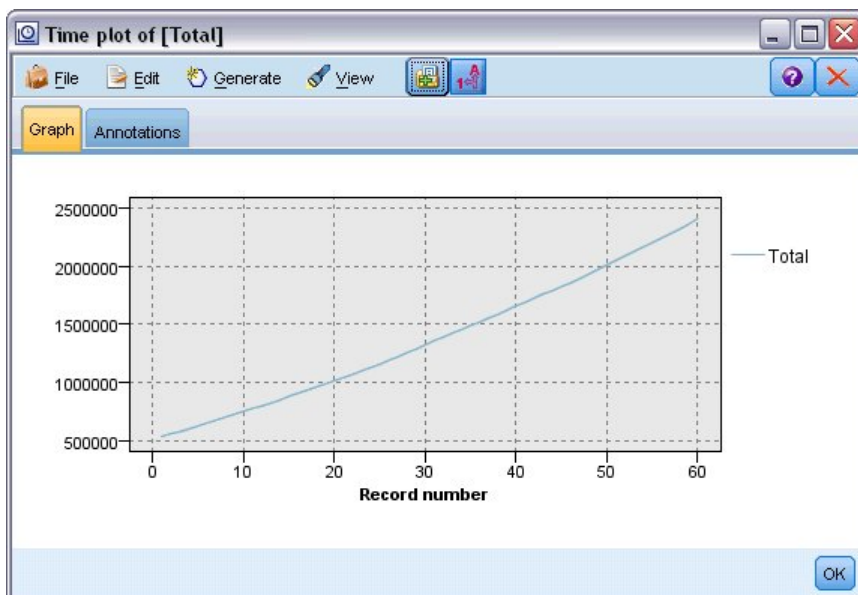 Time plot of [Total]
File Edit Generate View
Graph Annotations
2500000
2000000
1500000
1000000
500000
Total
0 10 20 30 40 50 60
Record number
OK